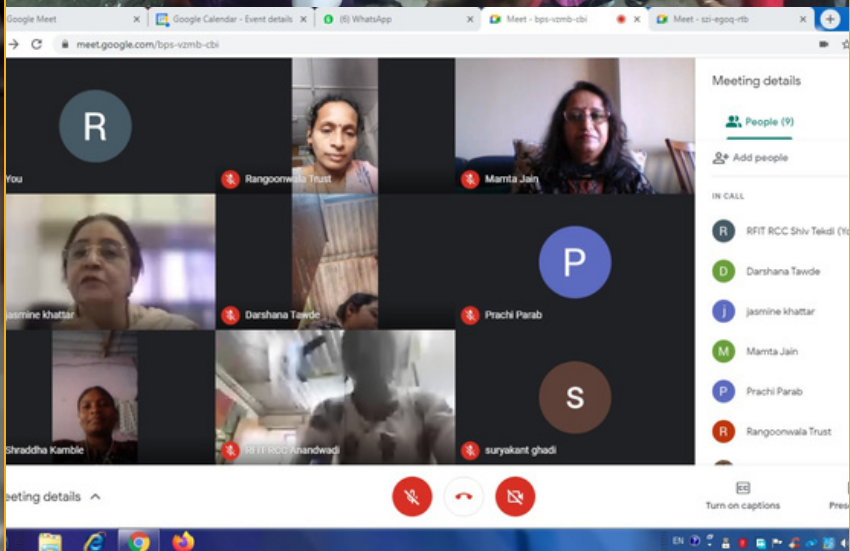 Google Meet
Google Calendar - Event details
(6) WhatsApp
Meet - bps-vzmb-cbi
Meet - szi-egoq-rtb
meet.google.com/bps-vzmb-cbi
R
You
Rangoonwala Trust
Mamta Jain
jasmine khattar
Darshana Tawde
P
Prachi Parab
Shraddha Kamble
RFIT RCC Anandwadi
S
suryakant ghadi
Meeting details
People (9)
Add people
IN CALL
R RFIT RCC Shiv Tekdi (Yo
D Darshana Tawde
j jasmine khattar
M Mamta Jain
P Prachi Parab
R Rangoonwala Trust
eeting details
CC
Turn on captions
Pres
EN